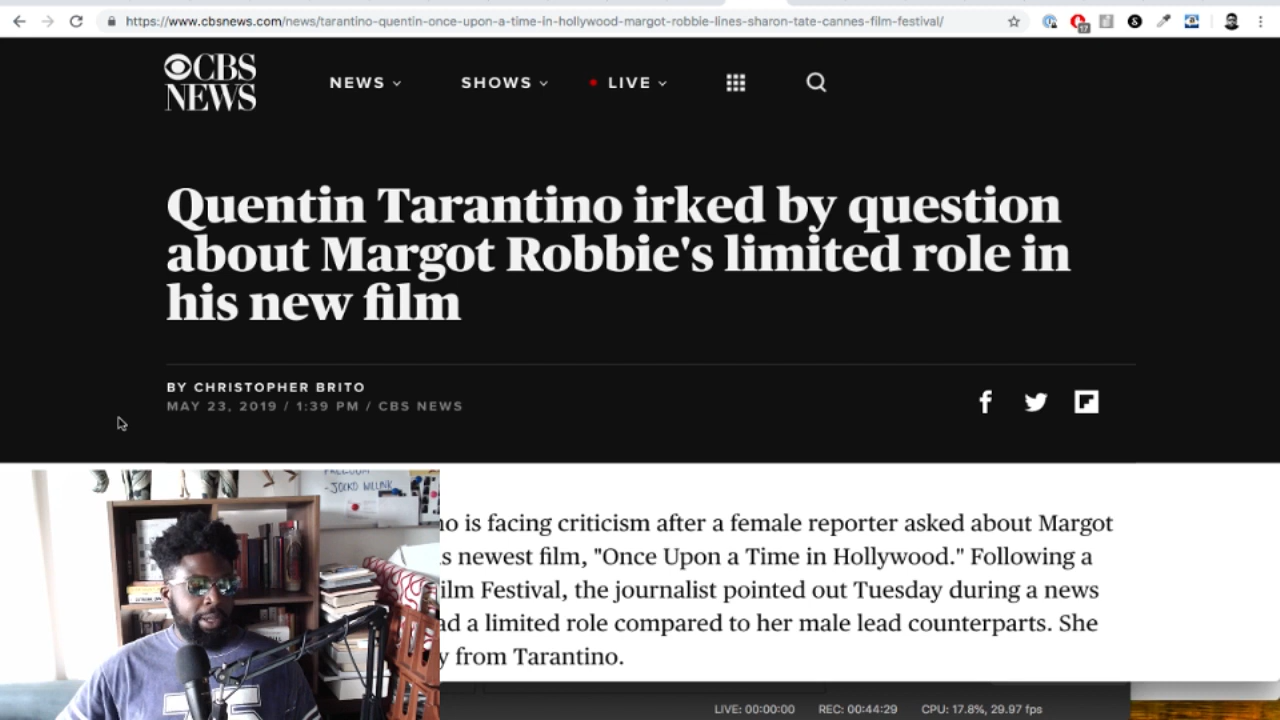 https://www.cbsnews.com/news/tarantino-quentin-once-upon-a-time-in-hollywood-margot-robbie-lines-sharon-tate-cannes-film-festival/
17
CBS
NEWS
NEWS
SHOWS
LIVE
Quentin Tarantino irked by question
about Margot Robbie's limited role in
his new film
BY CHRISTOPHER BRITO
MAY 23, 2019 / 1:39 PM / CBS NEWS
FREEDOM
-JOCKO WILLINK
no is facing criticism after a female reporter asked about Margot
s newest film, "Once Upon a Time in Hollywood." Following a
ilm Festival, the journalist pointed out Tuesday during a news
ad a limited role compared to her male lead counterparts. She
y from Tarantino.
75
LIVE: 00:00:00 REC: 00:44:29 CPU: 17.8%, 29.97 fps